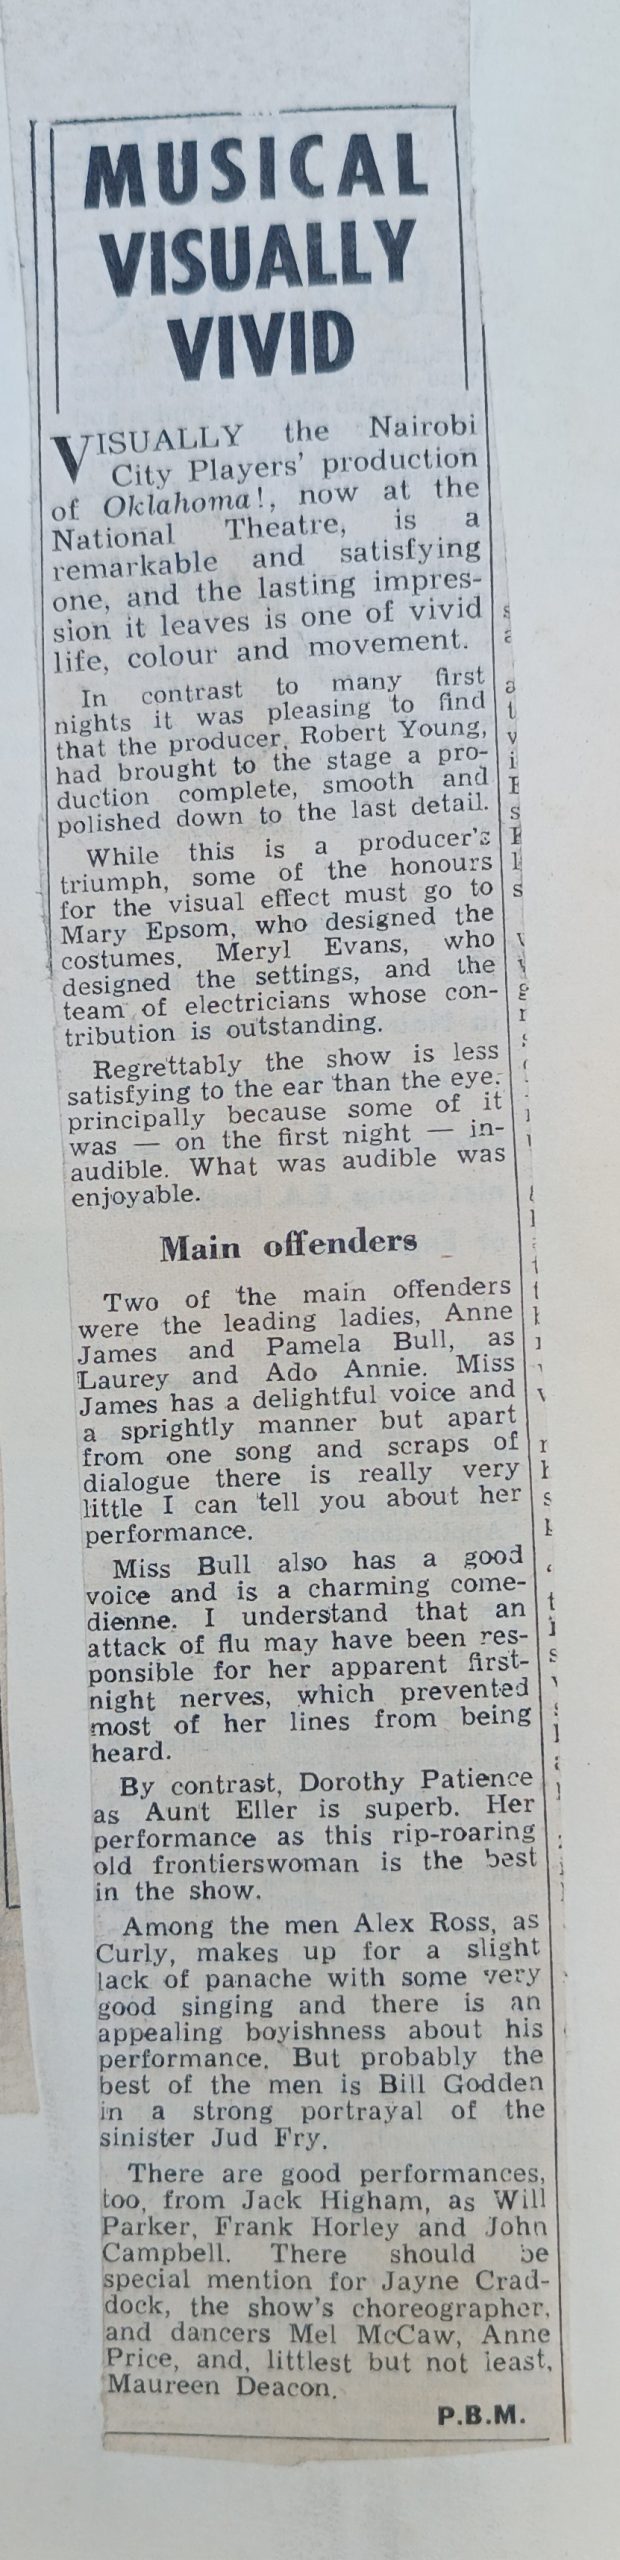 MUSICAL
VISUALLY
VIVID
VISUALLY the Nairobi
City Players' production
of Oklahoma!, now at the
National Theatre, is a
remarkable and satisfying
one, and the lasting impres-
sion it leaves is one of vivid
life, colour and movement.
In contrast to many first
nights it was pleasing to find
that the producer, Robert Young,
had brought to the stage a pro-
duction complete, smooth and
polished down to the last detail.
While this is a producer's
triumph, some of the honours
for the visual effect must go to
Mary Epsom, who designed the
costumes, Meryl Evans, who
designed the settings, and the
team of electricians whose con-
tribution is outstanding.
Regrettably the show is less
satisfying to the ear than the eye.
principally because some of it
was — on the first night — in-
audible. What was audible was
enjoyable.
Main offenders
Two of the main offenders
were the leading ladies, Anne
James and Pamela Bull, as
Laurey and Ado Annie. Miss
James has a delightful voice and
a sprightly manner but apart
from one song and scraps of
dialogue there is really very
little I can tell you about her
performance.
Miss Bull also has a good
voice and is a charming come-
dienne. I understand that an
attack of flu may have been res-
ponsible for her apparent first-
night nerves, which prevented
most of her lines from being
heard.
By contrast, Dorothy Patience
as Aunt Eller is superb. Her
performance as this rip-roaring
old frontierswoman is the best
in the show.
Among the men Alex Ross, as
Curly, makes up for a slight
lack of panache with some very
good singing and there is an
appealing boyishness about his
performance. But probably the
best of the men is Bill Godden
in a strong portrayal of the
sinister Jud Fry.
There are good performances,
too, from Jack Higham, as Will
Parker, Frank Horley and John
Campbell. There should be
special mention for Jayne Crad-
dock, the show's choreographer,
and dancers Mel McCaw, Anne
Price, and, littlest but not least,
Maureen Deacon.
P.B.M.